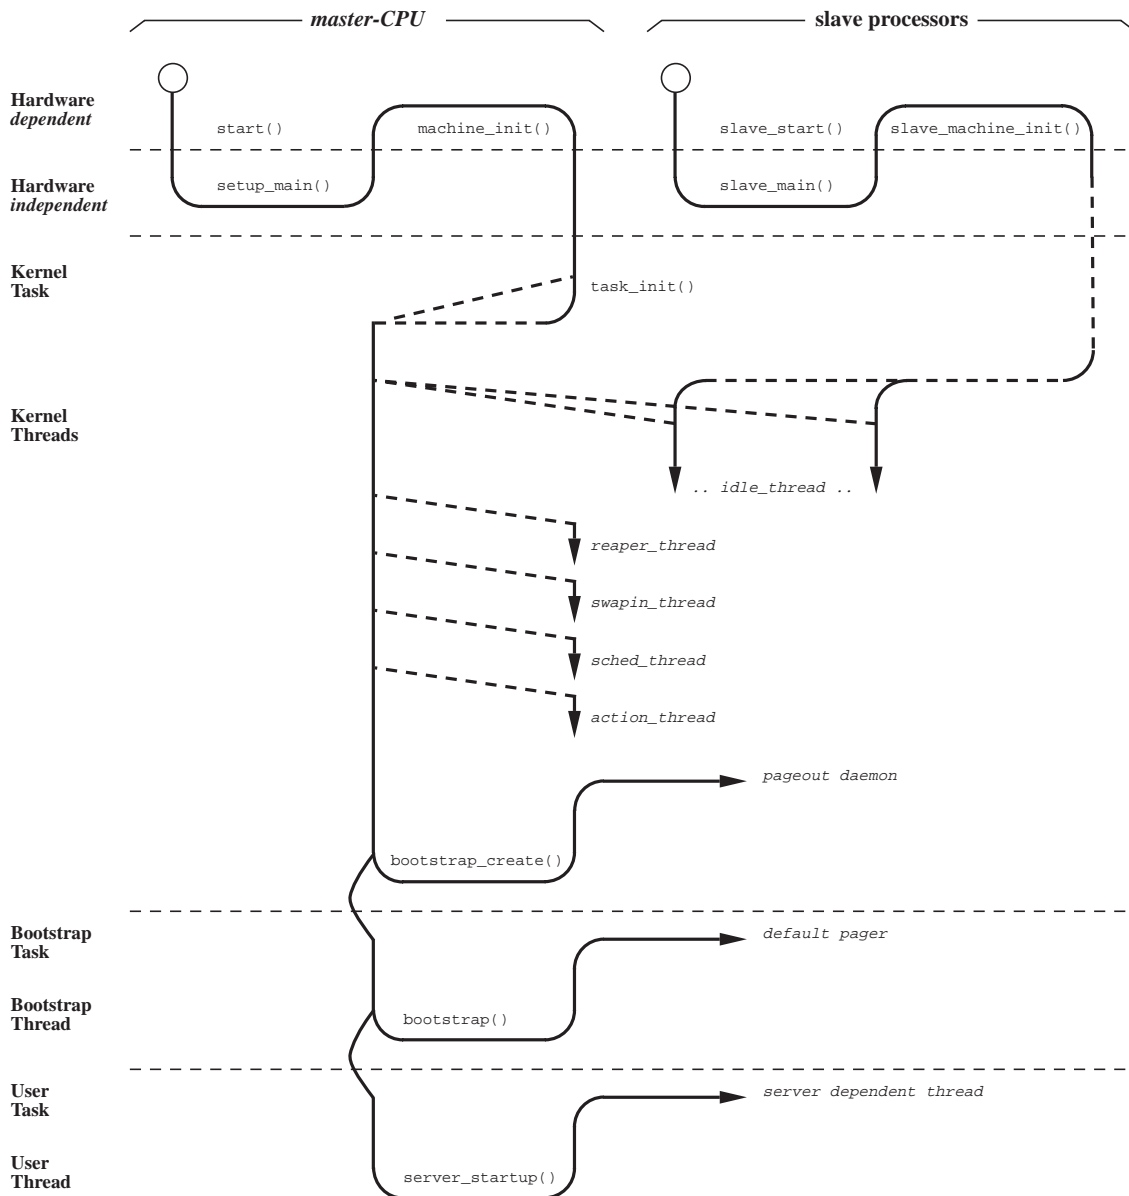 master-CPU
slave processors
Hardware
dependent
start()
machine_init()
slave_start()
slave_machine_init()
Hardware
independent
setup_main()
slave_main()
Kernel
Task
task_init()
Kernel
Threads
.. idle_thread ..
reaper_thread
swapin_thread
sched_thread
action_thread
pageout daemon
bootstrap_create()
Bootstrap
Task
default pager
Bootstrap
Thread
bootstrap()
User
Task
server dependent thread
User
Thread
server_startup()